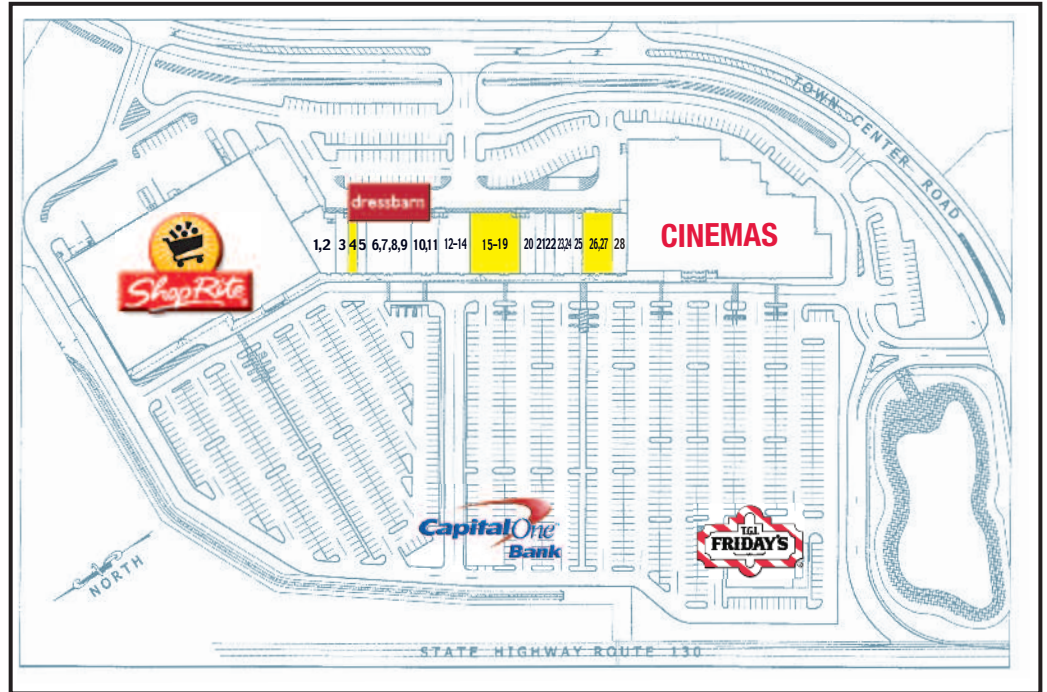 TOWN CENTER ROAD
dressbarn
1,2 3 4 5 6,7,8,9 10,11 12-14 15-19 20 21 22 23,24 25 26,27 28
CINEMAS
ShopRite
CapitalOne
Bank
T.G.I.
FRIDAY'S
NORTH
STATE HIGHWAY ROUTE 130